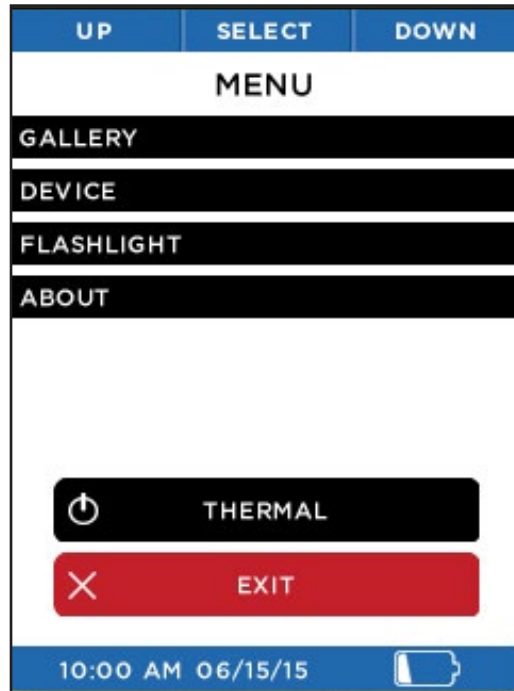 UP SELECT DOWN
MENU
GALLERY
DEVICE
FLASHLIGHT
ABOUT
THERMAL
EXIT
10:00 AM 06/15/15